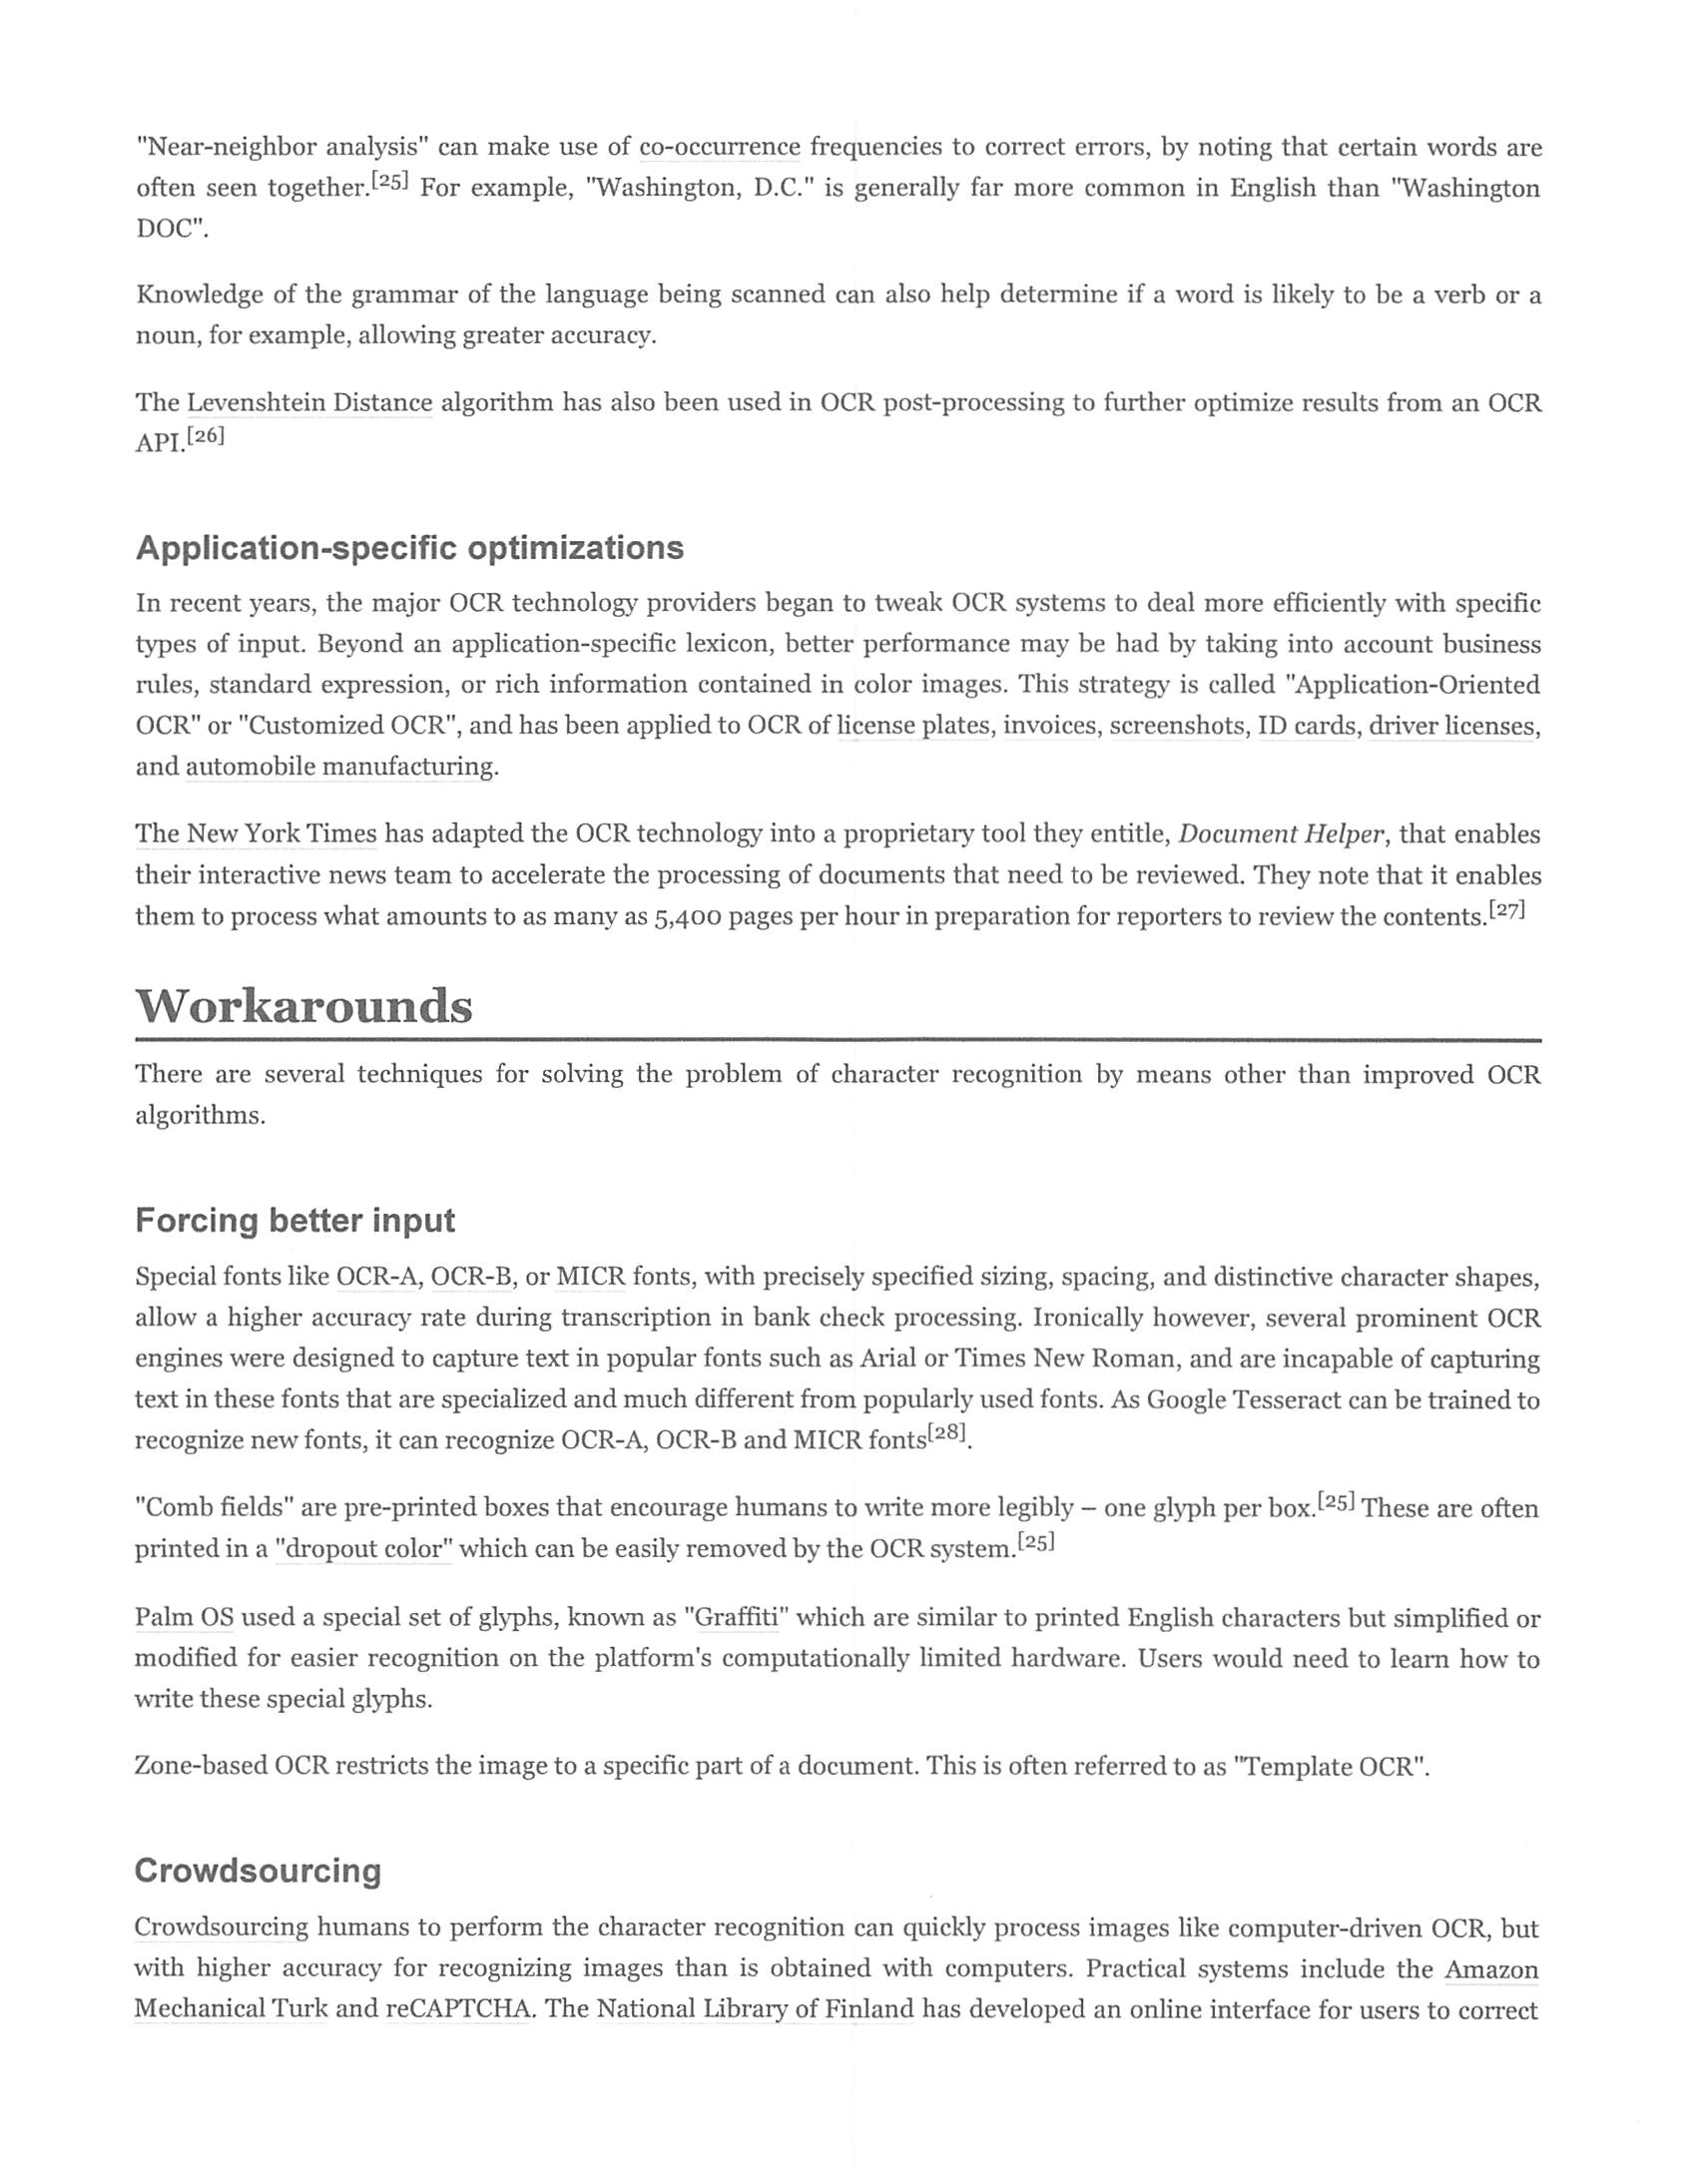 "Near-neighbor analysis" can make use of co-occurrence frequencies to correct errors, by noting that certain words are
often seen together.[25] For example, "Washington, D.C." is generally far more common in English than "Washington
DOC".
Knowledge of the grammar of the language being scanned can also help determine if a word is likely to be a verb or a
noun, for example, allowing greater accuracy.
The Levenshtein Distance algorithm has also been used in OCR post-processing to further optimize results from an OCR
API.[26]
Application-specific optimizations
In recent years, the major OCR technology providers began to tweak OCR systems to deal more efficiently with specific
types of input. Beyond an application-specific lexicon, better performance may be had by taking into account business
rules, standard expression, or rich information contained in color images. This strategy is called "Application-Oriented
OCR" or "Customized OCR", and has been applied to OCR of license plates, invoices, screenshots, ID cards, driver licenses,
and automobile manufacturing.
The New York Times has adapted the OCR technology into a proprietary tool they entitle, Document Helper, that enables
their interactive news team to accelerate the processing of documents that need to be reviewed. They note that it enables
them to process what amounts to as many as 5,400 pages per hour in preparation for reporters to review the contents.[27]
Workarounds
There are several techniques for solving the problem of character recognition by means other than improved OCR
algorithms.
Forcing better input
Special fonts like OCR-A, OCR-B, or MICR fonts, with precisely specified sizing, spacing, and distinctive character shapes,
allow a higher accuracy rate during transcription in bank check processing. Ironically however, several prominent OCR
engines were designed to capture text in popular fonts such as Arial or Times New Roman, and are incapable of capturing
text in these fonts that are specialized and much different from popularly used fonts. As Google Tesseract can be trained to
recognize new fonts, it can recognize OCR-A, OCR-B and MICR fonts[28].
"Comb fields" are pre-printed boxes that encourage humans to write more legibly – one glyph per box.[25] These are often
printed in a "dropout color" which can be easily removed by the OCR system.[25]
Palm OS used a special set of glyphs, known as "Graffiti" which are similar to printed English characters but simplified or
modified for easier recognition on the platform's computationally limited hardware. Users would need to learn how to
write these special glyphs.
Zone-based OCR restricts the image to a specific part of a document. This is often referred to as "Template OCR".
Crowdsourcing
Crowdsourcing humans to perform the character recognition can quickly process images like computer-driven OCR, but
with higher accuracy for recognizing images than is obtained with computers. Practical systems include the Amazon
Mechanical Turk and reCAPTCHA. The National Library of Finland has developed an online interface for users to correct